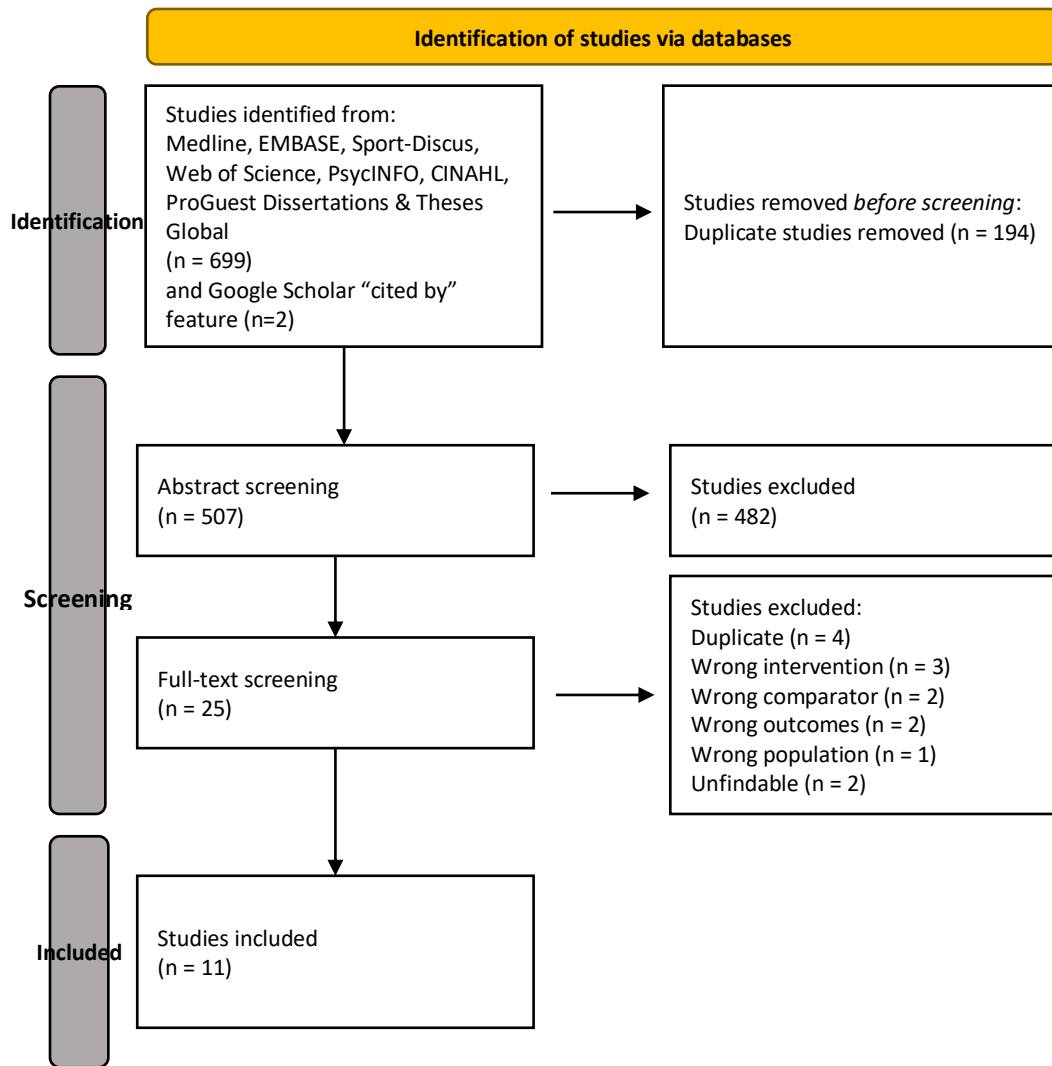 Identification of studies via databases
Identification
Studies identified from:
Medline, EMBASE, Sport-Discus,
Web of Science, PsycINFO, CINAHL,
ProGuest Dissertations & Theses
Global
(n = 699)
and Google Scholar “cited by”
feature (n=2)
Studies removed before screening:
Duplicate studies removed (n = 194)
Screening
Abstract screening
(n = 507)
Studies excluded
(n = 482)
Full-text screening
(n = 25)
Studies excluded:
Duplicate (n = 4)
Wrong intervention (n = 3)
Wrong comparator (n = 2)
Wrong outcomes (n = 2)
Wrong population (n = 1)
Unfindable (n = 2)
Included
Studies included
(n = 11)